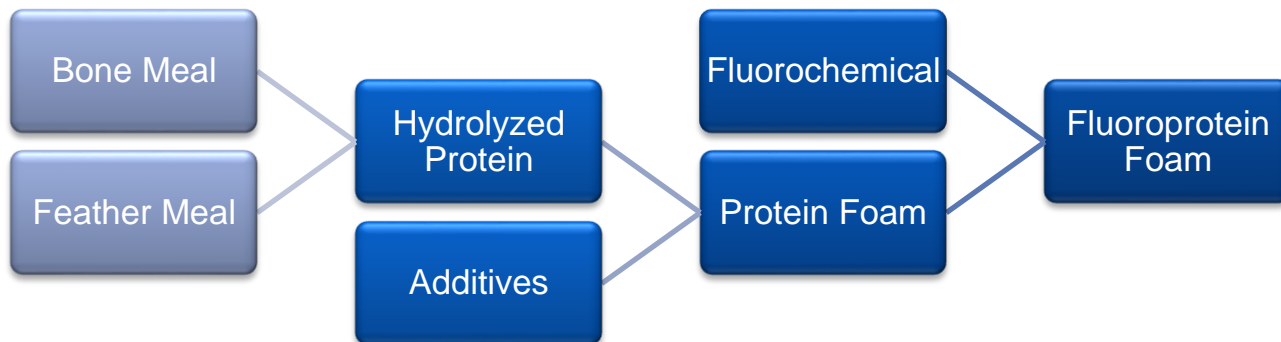 Bone Meal
Feather Meal
Hydrolyzed
Protein
Additives
Fluorochemical
Protein Foam
Fluoroprotein
Foam